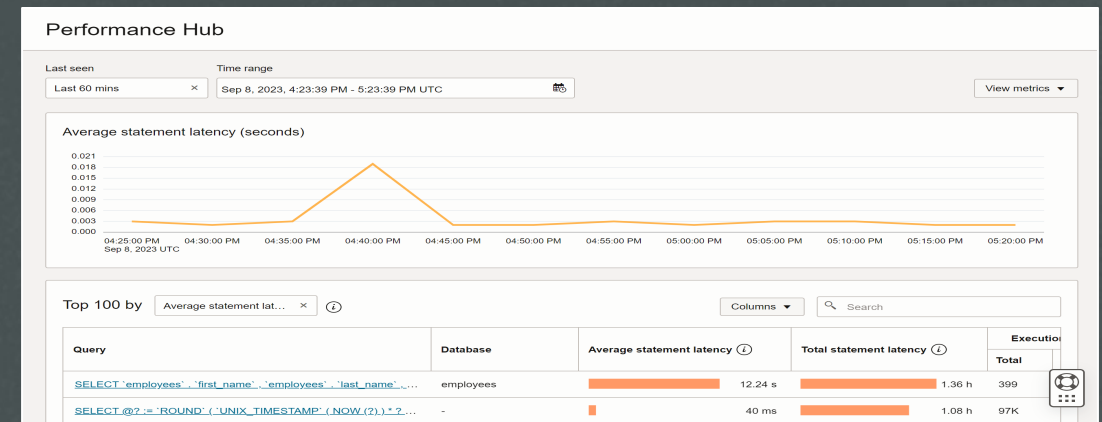 Performance Hub
Last seen
Time range
Last 60 mins ×
Sep 8, 2023, 4:23:39 PM - 5:23:39 PM UTC
View metrics
Average statement latency (seconds)
0.021
0.018
0.015
0.012
0.009
0.006
0.003
0.000
04:25:00 PM 04:30:00 PM 04:35:00 PM 04:40:00 PM 04:45:00 PM 04:50:00 PM 04:55:00 PM 05:00:00 PM 05:05:00 PM 05:10:00 PM 05:15:00 PM 05:20:00 PM
Sep 8, 2023 UTC
Top 100 by Average statement lat... × i Columns Search
Query Database Average statement latency i Total statement latency i Execution
Total
SELECT `employees` , `first_name` , `employees` , `last_name` , ... employees 12.24 s 1.36 h 399
SELECT @? := `ROUND` ( `UNIX_TIMESTAMP` ( NOW (?) ) * ? ... - 40 ms 1.08 h 97K